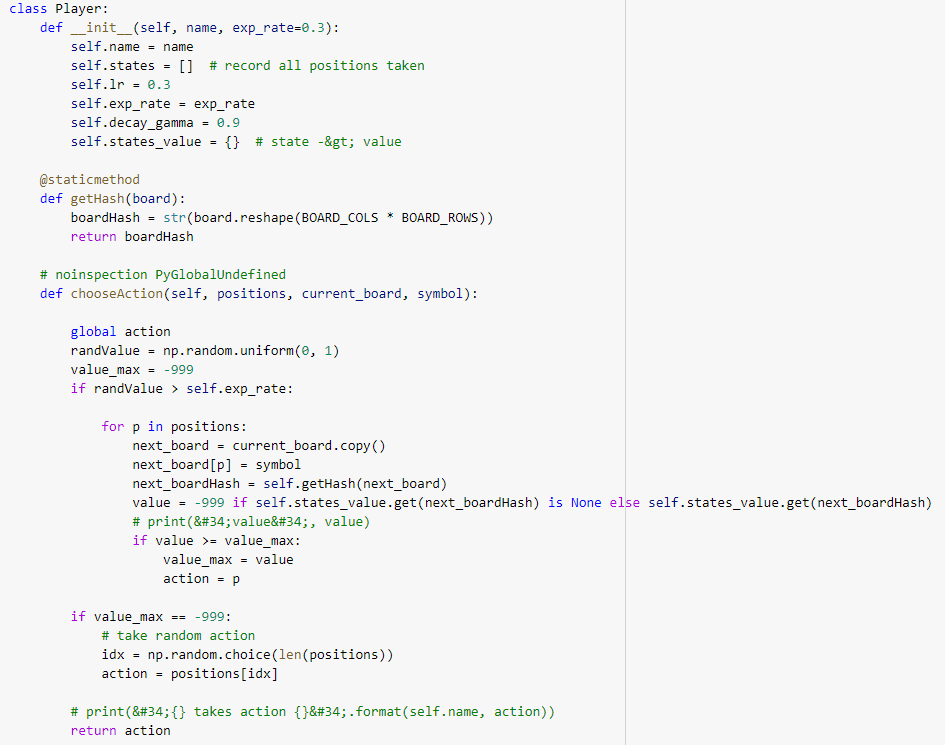 class Player:
    def __init__(self, name, exp_rate=0.3):
        self.name = name
        self.states = []  # record all positions taken
        self.lr = 0.3
        self.exp_rate = exp_rate
        self.decay_gamma = 0.9
        self.states_value = {}  # state -&gt; value

    @staticmethod
    def getHash(board):
        boardHash = str(board.reshape(BOARD_COLS * BOARD_ROWS))
        return boardHash

    # noinspection PyGlobalUndefined
    def chooseAction(self, positions, current_board, symbol):

        global action
        randValue = np.random.uniform(0, 1)
        value_max = -999
        if randValue > self.exp_rate:

            for p in positions:
                next_board = current_board.copy()
                next_board[p] = symbol
                next_boardHash = self.getHash(next_board)
                value = -999 if self.states_value.get(next_boardHash) is None else self.states_value.get(next_boardHash)
                # print(&#34;value&#34;, value)
                if value >= value_max:
                    value_max = value
                    action = p

        if value_max == -999:
            # take random action
            idx = np.random.choice(len(positions))
            action = positions[idx]

        # print(&#34;{} takes action {}&#34;.format(self.name, action))
        return action